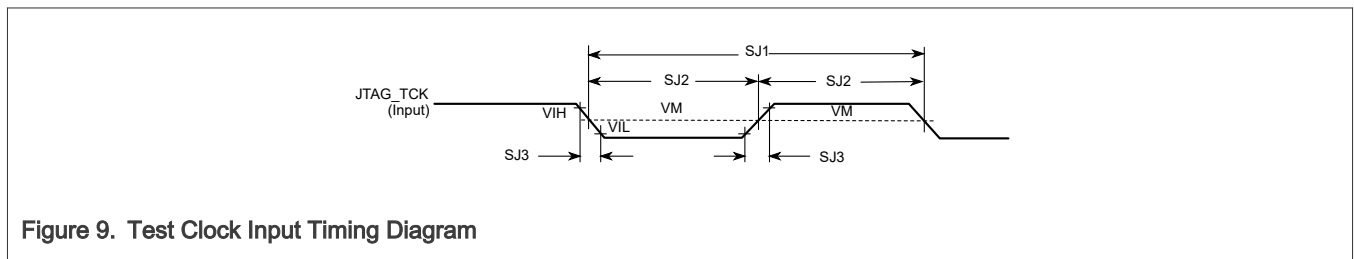 SJ1
SJ2 SJ2
JTAG_TCK
(Input)
VIH VM VM
VIL
SJ3 SJ3
Figure 9. Test Clock Input Timing Diagram